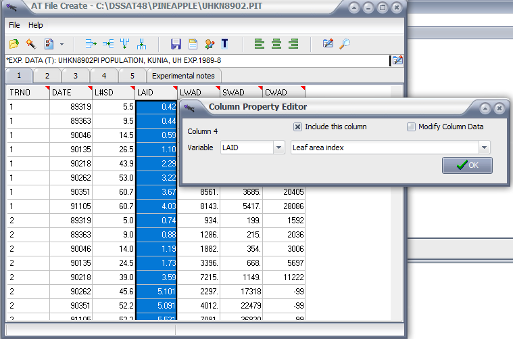 AT File Create - C:\DSSAT48\PINEAPPLE\UHKN8902.PIT
File Help
*EXP. DATA (T): UHKN8902PI POPULATION, KUNIA, UH EXP.1989-8
1 2 3 4 5 Experimental notes
TRNO DATE L#SD LAID LWAD SWAD EWAD
1 89319 5.5 0.42
1 89363 9.5 0.44
1 90046 14.5 0.59
1 90135 26.5 1.10
1 90218 43.9 2.29
1 90262 53.0 3.22
1 90351 60.7 3.67 8561. 3685. 20405
1 91105 60.7 4.03 8143. 5417. 28086
2 89319 5.0 0.74 934. 199. 1592
2 89363 9.0 0.88 1286. 215. 2036
2 90046 14.0 1.19 1882. 354. 3006
2 90135 24.5 1.73 3396. 668. 5697
2 90218 39.0 3.59 7215. 1149. 11222
2 90262 45.6 5.101 2297. 17318 -99
2 90351 52.2 5.091 4012. 22479 -99
2 91105
Column Property Editor
Column 4 Include this column Modify Column Data
Variable LAID Leaf area index
OK